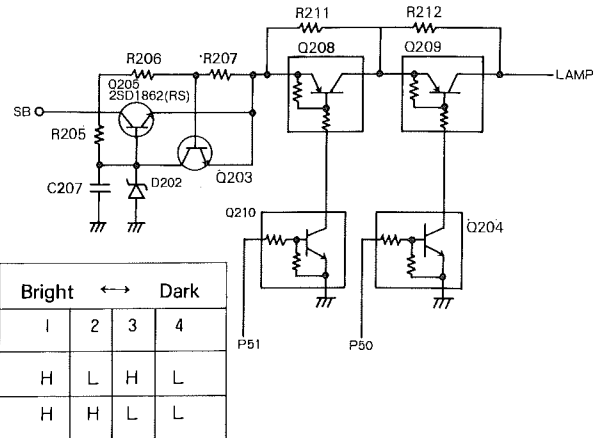 R211
R212
Q208
Q209
R206
R207
Q205
2SD1862(RS)
LAMP
SB
R205
Q203
C207
D202
Q210
Q204
P51
P50
Bright ↔ Dark
1 2 3 4
H L H L
H H L L